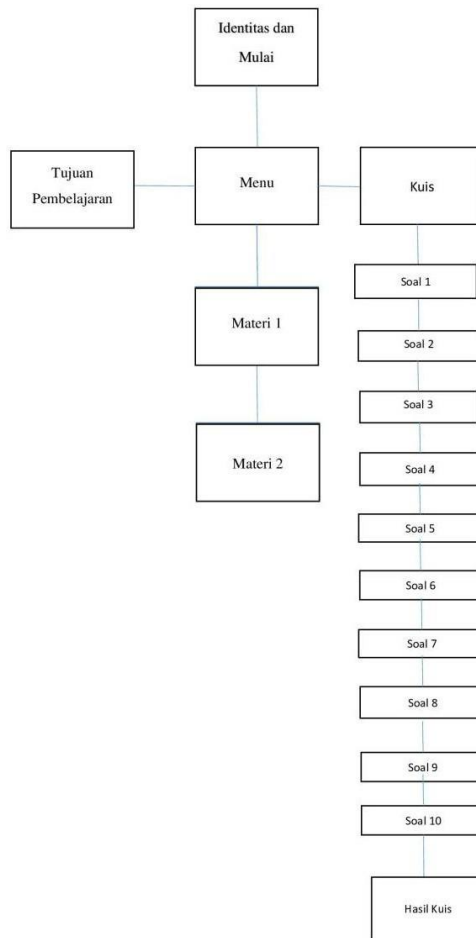 Identitas dan
Mulai
Tujuan
Pembelajaran
Menu
Kuis
Materi 1
Materi 2
Soal 1
Soal 2
Soal 3
Soal 4
Soal 5
Soal 6
Soal 7
Soal 8
Soal 9
Soal 10
Hasil Kuis